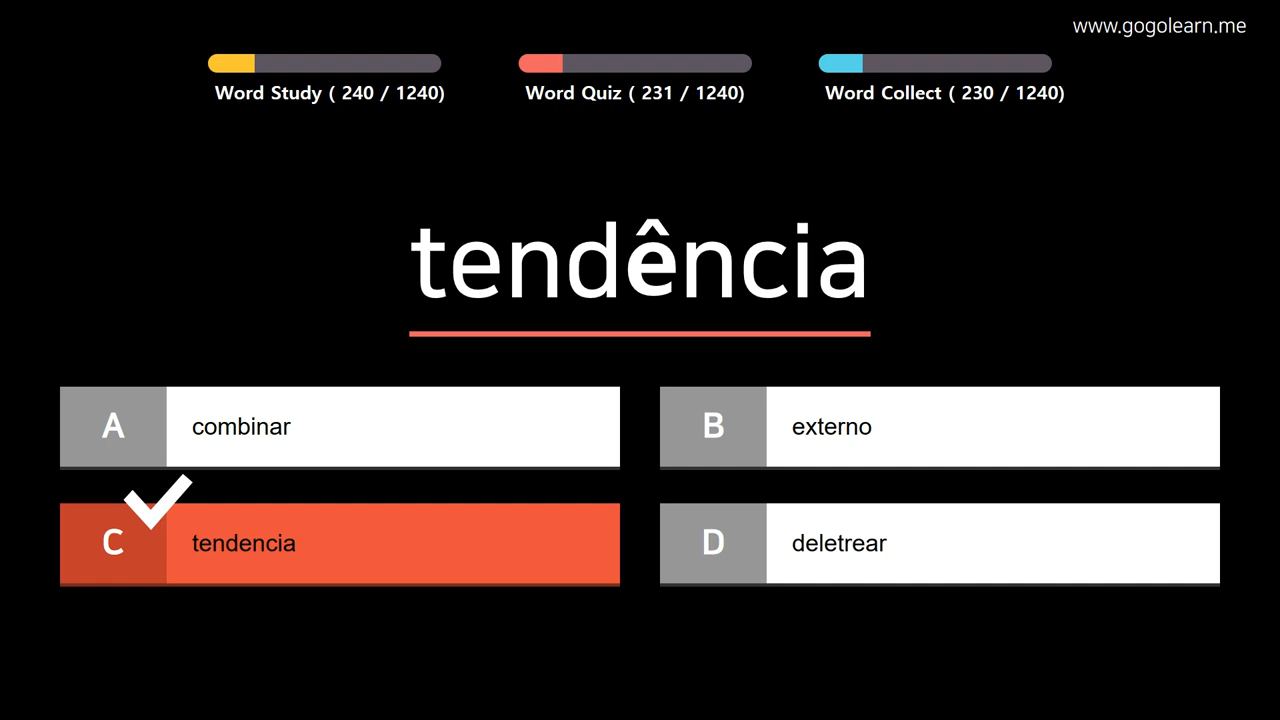 www.gogolearn.me
Word Study ( 240 / 1240)
Word Quiz ( 231 / 1240)
Word Collect ( 230 / 1240)
tendência
A
combinar
B
externo
C
tendencia
D
deletrear